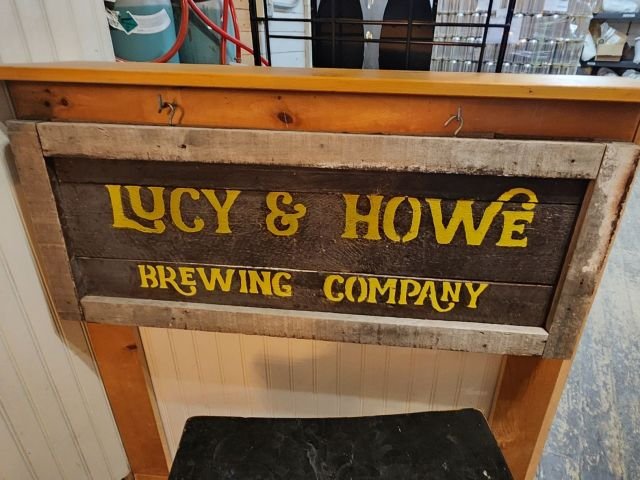 LUCY & HOWE
BREWING COMPANY